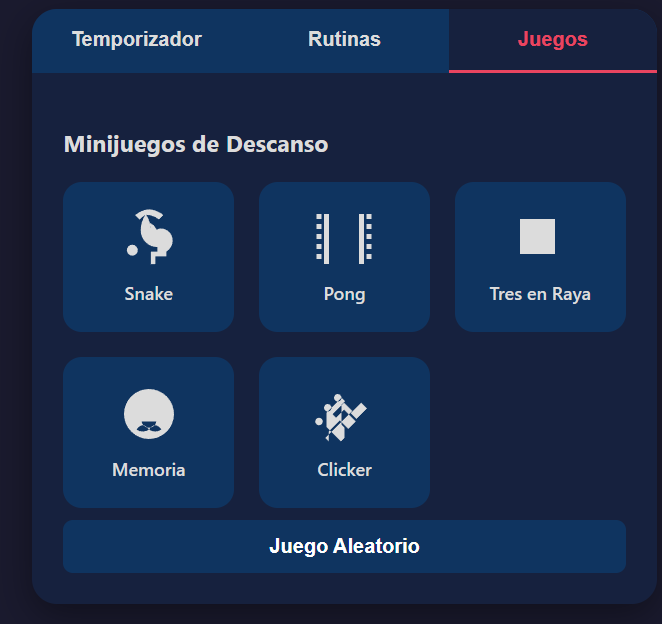 Temporizador
Rutinas
Juegos
Minijuegos de Descanso
Snake
Pong
Tres en Raya
Memoria
Clicker
Juego Aleatorio